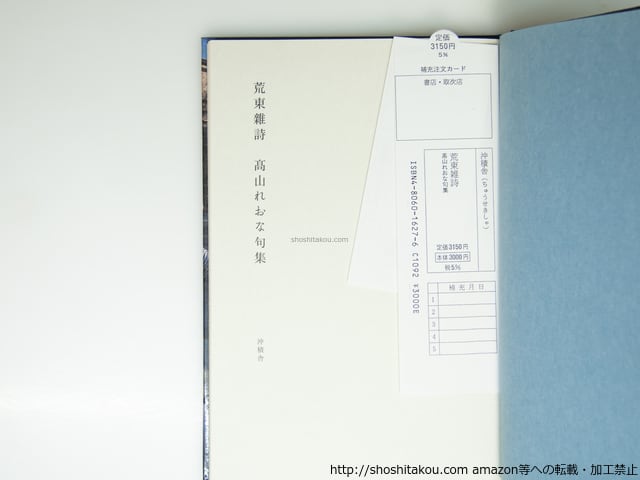 荒東雜詩　髙山れおな句集
沖積舎
shoshitakou.com
定価
3150円
5%
補充注文カード
書店・取次店
沖積舎(ちゅうせきしゃ)
荒東雜詩
髙山れおな句集
定価3150円
本体3000円
税5%
ISBN4-8060-1627-6 C1092 ¥3000E
補充月日
1
2
3
4
5
http://shoshitakou.com amazon等への転載・加工禁止